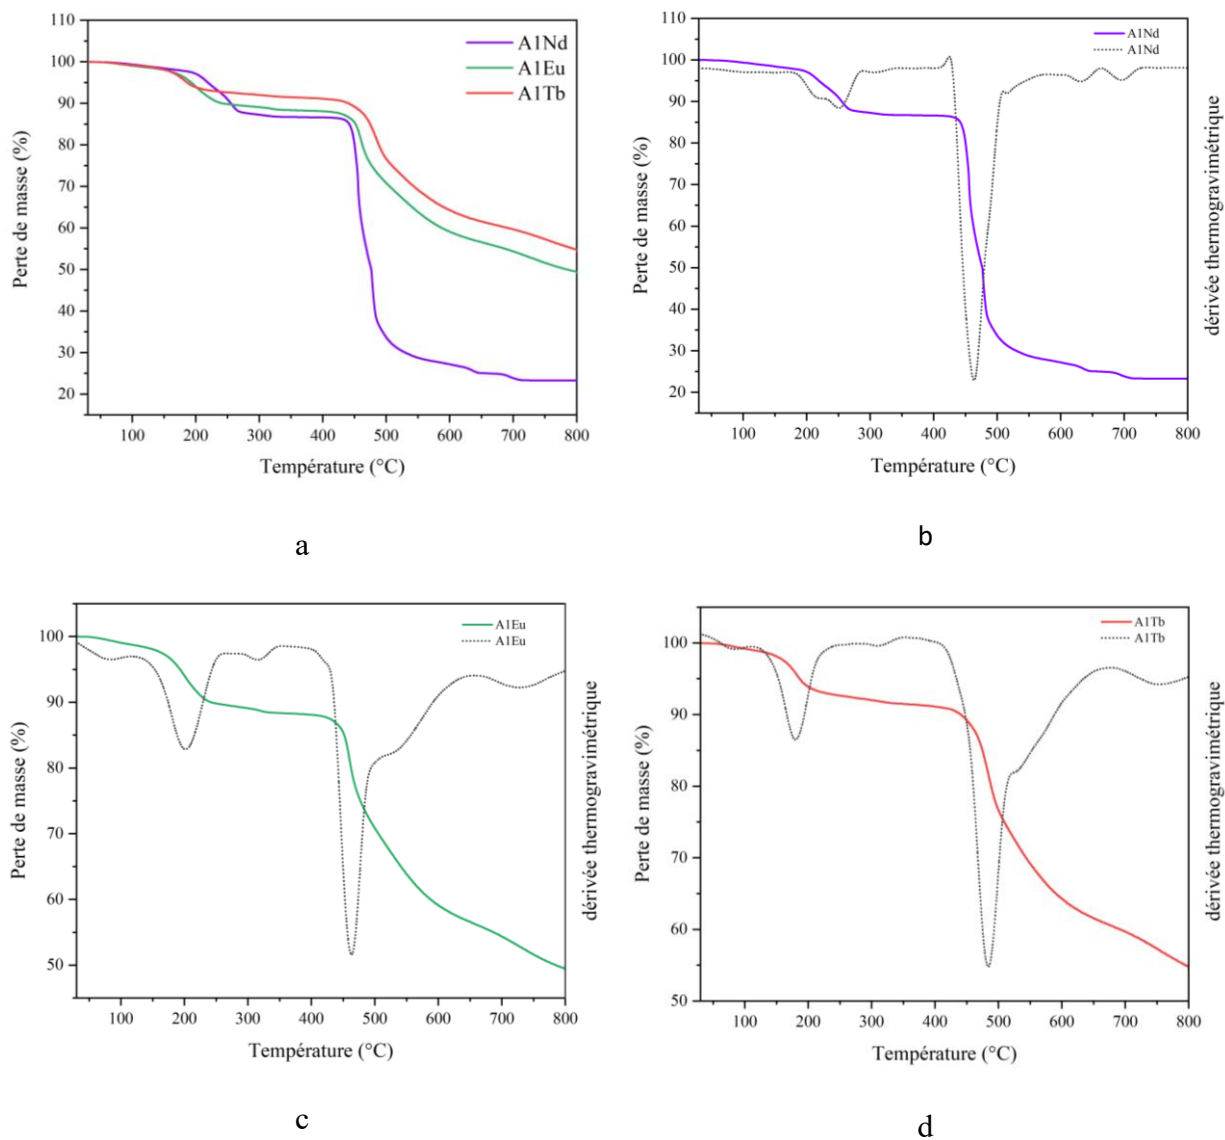 110
100
90
80
70
60
50
40
30
20
Perte de masse (%)
A1Nd
A1Eu
A1Tb
100 200 300 400 500 600 700 800
Température (°C)
a
110
100
90
80
70
60
50
40
30
20
Perte de masse (%)
A1Nd
A1Nd
dérivée thermogravimétrique
100 200 300 400 500 600 700 800
Température (°C)
b
100
90
80
70
60
50
Perte de masse (%)
A1Eu
A1Eu
dérivée thermogravimétrique
100 200 300 400 500 600 700 800
Température (°C)
c
100
90
80
70
60
50
Perte de masse (%)
A1Tb
A1Tb
dérivée thermogravimétrique
100 200 300 400 500 600 700 800
Température (°C)
d